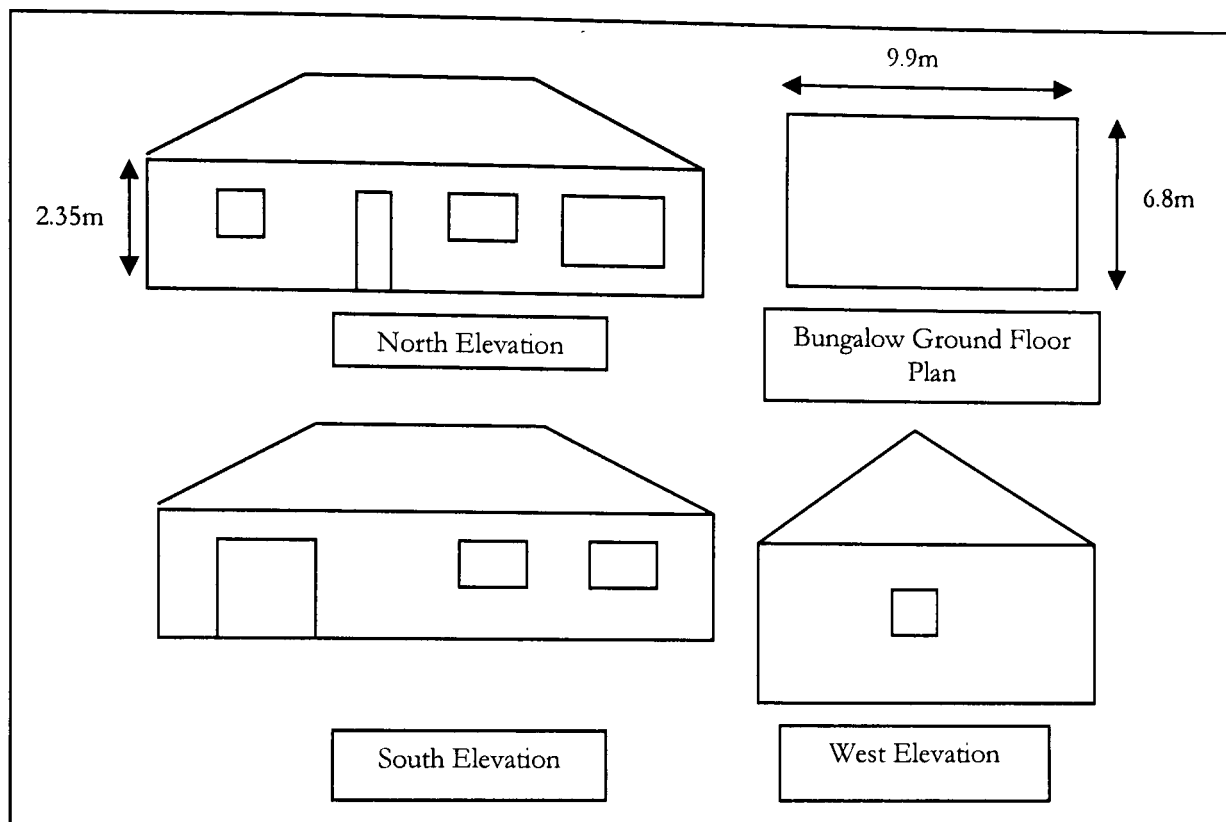 9.9m
2.35m
6.8m
North Elevation
Bungalow Ground Floor
Plan
South Elevation
West Elevation